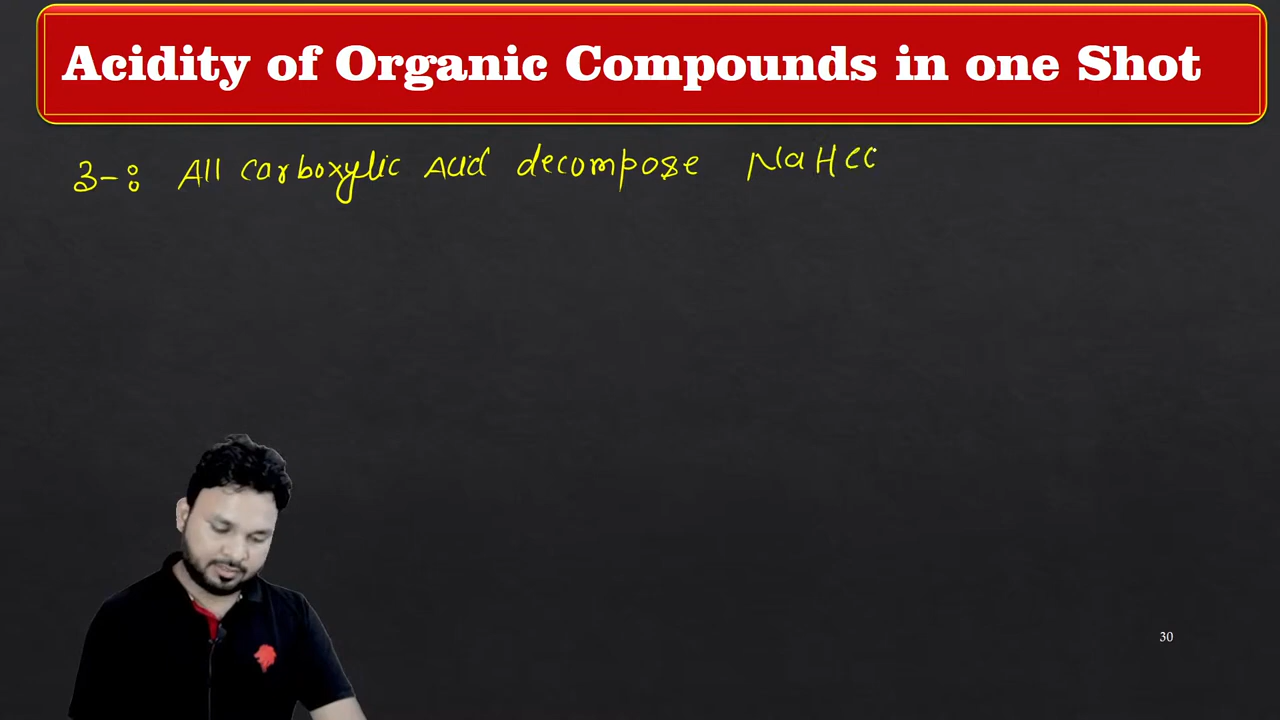 Acidity of Organic Compounds in one Shot
3-: All carboxylic Acid decompose NaHCC
30